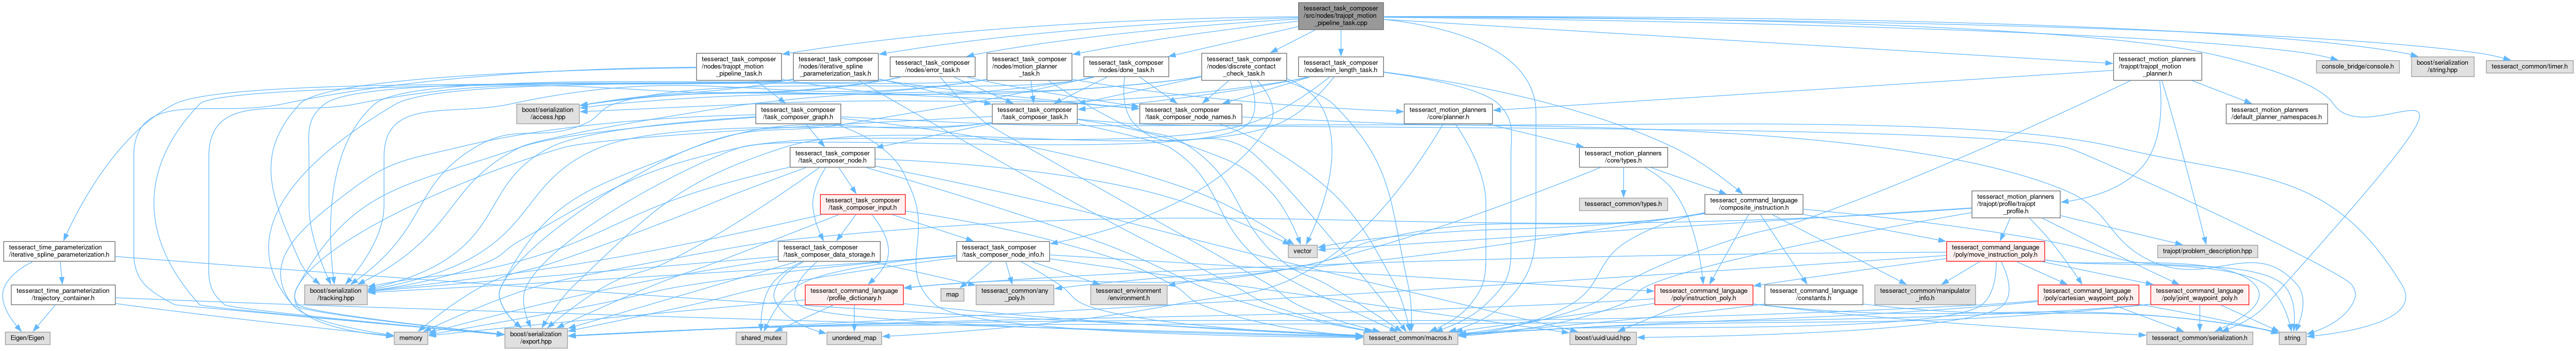 tesseract_task_composer
/src/nodes/trajopt_motion
_pipeline_task.cpp
tesseract_task_composer
/nodes/trajopt_motion
_pipeline_task.h
tesseract_task_composer
/nodes/iterative_spline
_parameterization_task.h
tesseract_task_composer
/nodes/error_task.h
tesseract_task_composer
/nodes/motion_planner
_task.h
tesseract_task_composer
/nodes/done_task.h
tesseract_task_composer
/nodes/discrete_contact
_check_task.h
tesseract_task_composer
/nodes/min_length_task.h
tesseract_motion_planners
/trajopt/trajopt_motion
_planner.h
console_bridge/console.h
boost/serialization
/string.hpp
tesseract_common/timer.h
boost/serialization
/access.hpp
tesseract_task_composer
/task_composer_graph.h
tesseract_task_composer
/task_composer_task.h
tesseract_task_composer
/task_composer_node_names.h
tesseract_motion_planners
/core/planner.h
tesseract_motion_planners
/default_planner_namespaces.h
tesseract_task_composer
/task_composer_node.h
tesseract_motion_planners
/core/types.h
tesseract_task_composer
/task_composer_input.h
tesseract_common/types.h
tesseract_command_language
/composite_instruction.h
tesseract_motion_planners
/trajopt/profile/trajopt
_profile.h
tesseract_time_parameterization
/iterative_spline_parameterization.h
tesseract_task_composer
/task_composer_data_storage.h
tesseract_task_composer
/task_composer_node_info.h
vector
tesseract_command_language
/poly/move_instruction_poly.h
trajopt/problem_description.hpp
tesseract_time_parameterization
/trajectory_container.h
boost/serialization
/tracking.hpp
tesseract_command_language
/profile_dictionary.h
map
tesseract_common/any
_poly.h
tesseract_environment
/environment.h
tesseract_command_language
/poly/instruction_poly.h
tesseract_command_language
/constants.h
tesseract_common/manipulator
_info.h
tesseract_command_language
/poly/cartesian_waypoint_poly.h
tesseract_command_language
/poly/joint_waypoint_poly.h
Eigen/Eigen
memory
boost/serialization
/export.hpp
shared_mutex
unordered_map
tesseract_common/macros.h
boost/uuid/uuid.hpp
tesseract_common/serialization.h
string